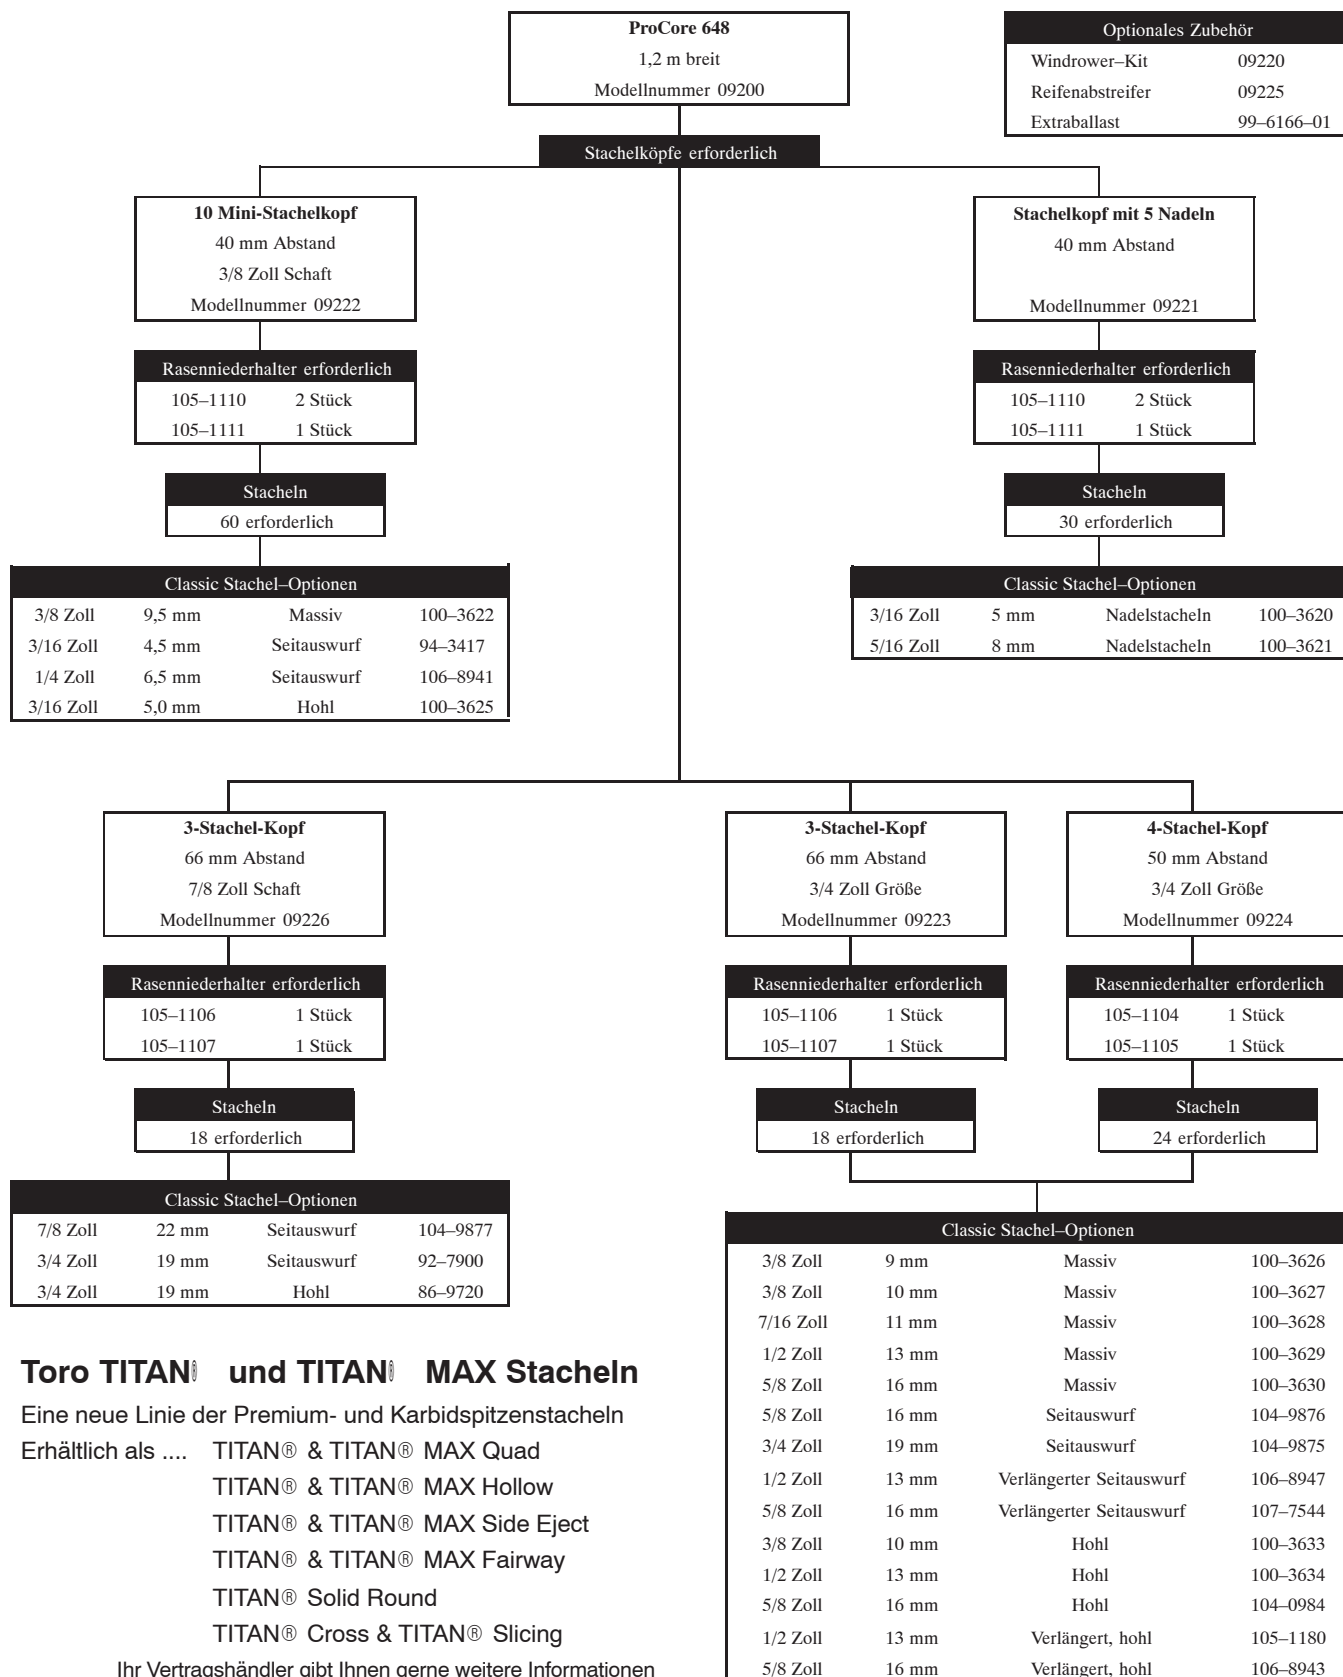 ProCore 648
1,2 m breit
Modellnummer 09200
Optionales Zubehör
Windrower–Kit 09220
Reifenabstreifer 09225
Extraballast 99–6166–01
Stachelköpfe erforderlich
10 Mini-Stachelkopf
40 mm Abstand
3/8 Zoll Schaft
Modellnummer 09222
Rasenniederhalter erforderlich
105–1110 2 Stück
105–1111 1 Stück
Stacheln
60 erforderlich
Classic Stachel–Optionen
3/8 Zoll 9,5 mm Massiv 100–3622
3/16 Zoll 4,5 mm Seitauswurf 94–3417
1/4 Zoll 6,5 mm Seitauswurf 106–8941
3/16 Zoll 5,0 mm Hohl 100–3625
Stachelkopf mit 5 Nadeln
40 mm Abstand
Modellnummer 09221
Rasenniederhalter erforderlich
105–1110 2 Stück
105–1111 1 Stück
Stacheln
30 erforderlich
Classic Stachel–Optionen
3/16 Zoll 5 mm Nadelstacheln 100–3620
5/16 Zoll 8 mm Nadelstacheln 100–3621
3-Stachel-Kopf
66 mm Abstand
7/8 Zoll Schaft
Modellnummer 09226
Rasenniederhalter erforderlich
105–1106 1 Stück
105–1107 1 Stück
Stacheln
18 erforderlich
Classic Stachel–Optionen
7/8 Zoll 22 mm Seitauswurf 104–9877
3/4 Zoll 19 mm Seitauswurf 92–7900
3/4 Zoll 19 mm Hohl 86–9720
3-Stachel-Kopf
66 mm Abstand
3/4 Zoll Größe
Modellnummer 09223
Rasenniederhalter erforderlich
105–1106 1 Stück
105–1107 1 Stück
Stacheln
18 erforderlich
4-Stachel-Kopf
50 mm Abstand
3/4 Zoll Größe
Modellnummer 09224
Rasenniederhalter erforderlich
105–1104 1 Stück
105–1105 1 Stück
Stacheln
24 erforderlich
Classic Stachel–Optionen
3/8 Zoll 9 mm Massiv 100–3626
3/8 Zoll 10 mm Massiv 100–3627
7/16 Zoll 11 mm Massiv 100–3628
1/2 Zoll 13 mm Massiv 100–3629
5/8 Zoll 16 mm Massiv 100–3630
5/8 Zoll 16 mm Seitauswurf 104–9876
3/4 Zoll 19 mm Seitauswurf 104–9875
1/2 Zoll 13 mm Verlängerter Seitauswurf 106–8947
5/8 Zoll 16 mm Verlängerter Seitauswurf 107–7544
3/8 Zoll 10 mm Hohl 100–3633
1/2 Zoll 13 mm Hohl 100–3634
5/8 Zoll 16 mm Hohl 104–0984
1/2 Zoll 13 mm Verlängert, hohl 105–1180
5/8 Zoll 16 mm Verlängert, hohl 106–8943
Toro TITAN® und TITAN® MAX Stacheln
Eine neue Linie der Premium- und Karbidspitzenstacheln
Erhältlich als .... TITAN® & TITAN® MAX Quad
TITAN® & TITAN® MAX Hollow
TITAN® & TITAN® MAX Side Eject
TITAN® & TITAN® MAX Fairway
TITAN® Solid Round
TITAN® Cross & TITAN® Slicing
Ihr Vertragshändler gibt Ihnen gerne weitere Informationen